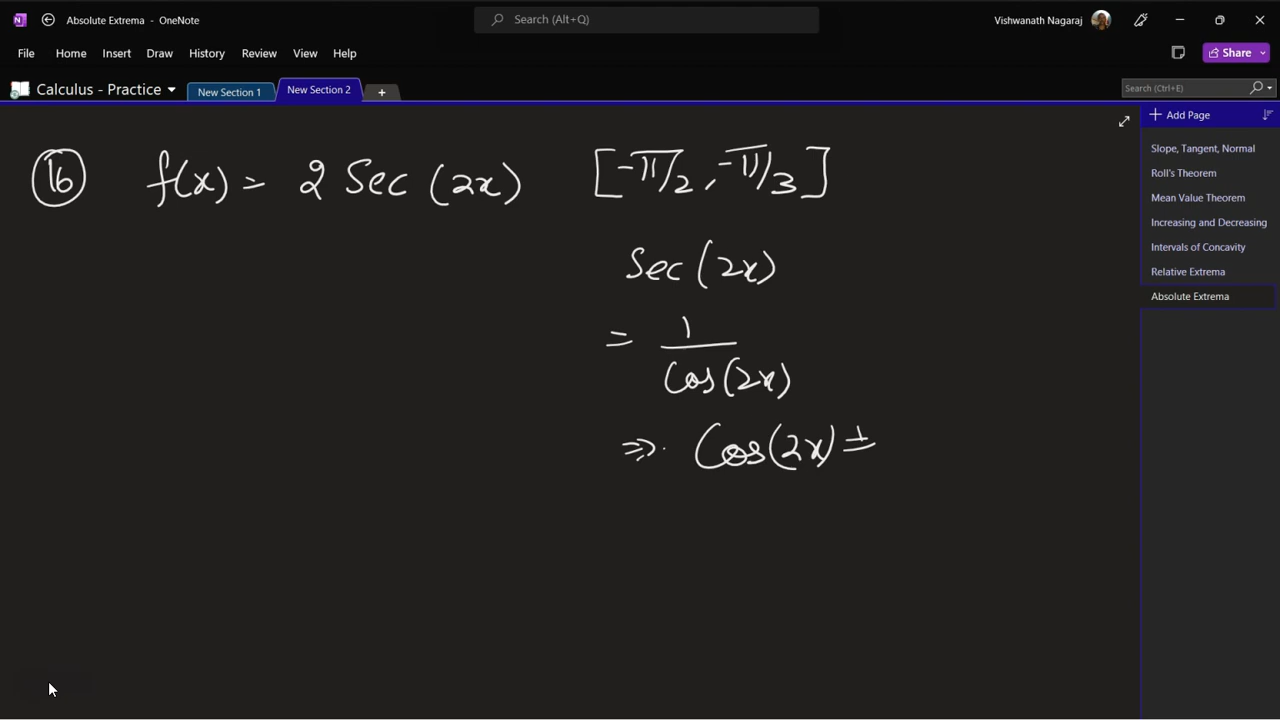 Absolute Extrema - OneNote
Search (Alt+Q)
Vishwanath Nagaraj
File Home Insert Draw History Review View Help
Share
Calculus - Practice
New Section 1
New Section 2
+
Search (Ctrl+E)
Add Page
Slope, Tangent, Normal
Roll's Theorem
Mean Value Theorem
Increasing and Decreasing
Intervals of Concavity
Relative Extrema
Absolute Extrema
16 f(x) = 2 Sec (2x) [-π/2, -π/3]
Sec (2x)
= 1
Cos(2x)
⇒ Cos(2x) ≠